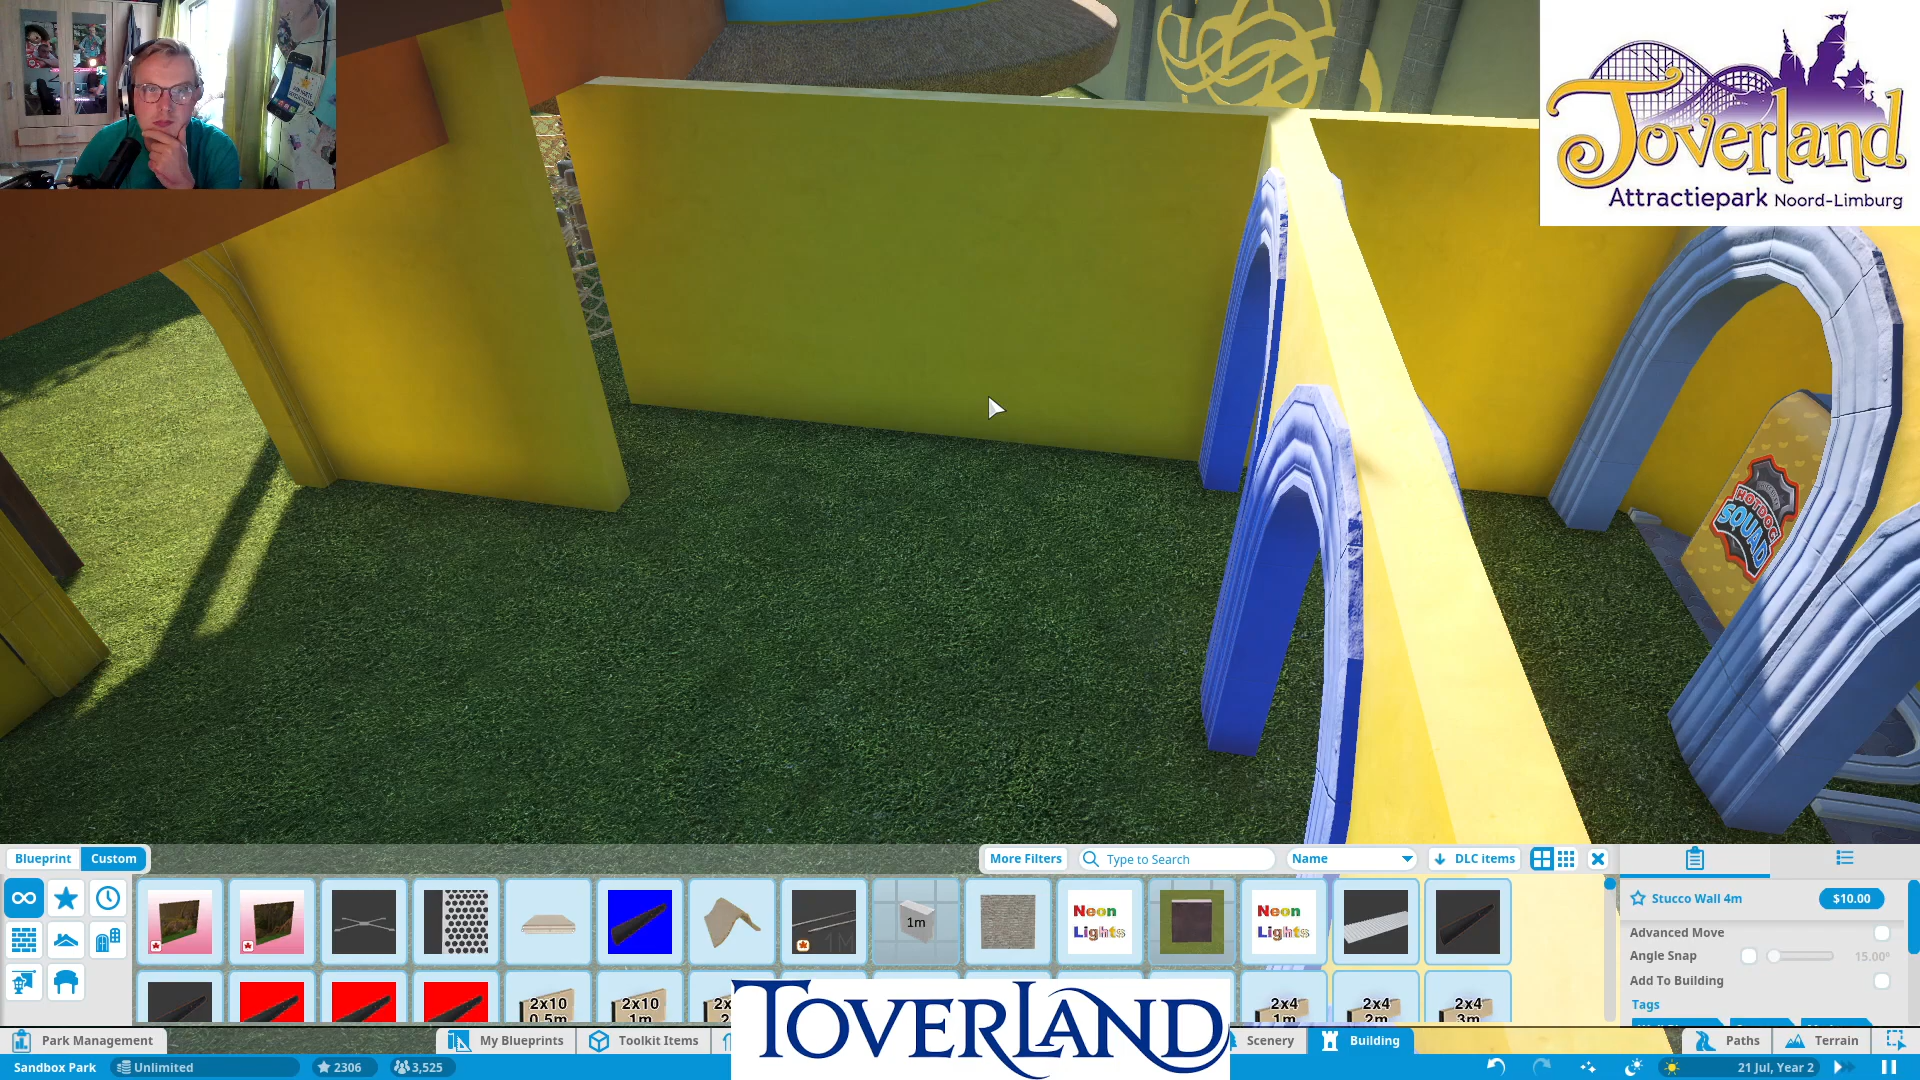 Toverland
Attractiepark Noord-Limburg
HOTDOG
SQUAD
Blueprint
Custom
More Filters
Type to Search
Name
DLC items
1m
Neon
Lights
Neon
Lights
1M
2x10
0.5m
2x10
1m
2x4
1m
2x4
2m
2x4
3m
Stucco Wall 4m
$10.00
Advanced Move
Angle Snap
15.00°
Add To Building
Tags
TOVERLAND
Park Management
My Blueprints
Toolkit Items
Scenery
Building
Paths
Terrain
Sandbox Park
Unlimited
2306
3,525
21 Jul, Year 2